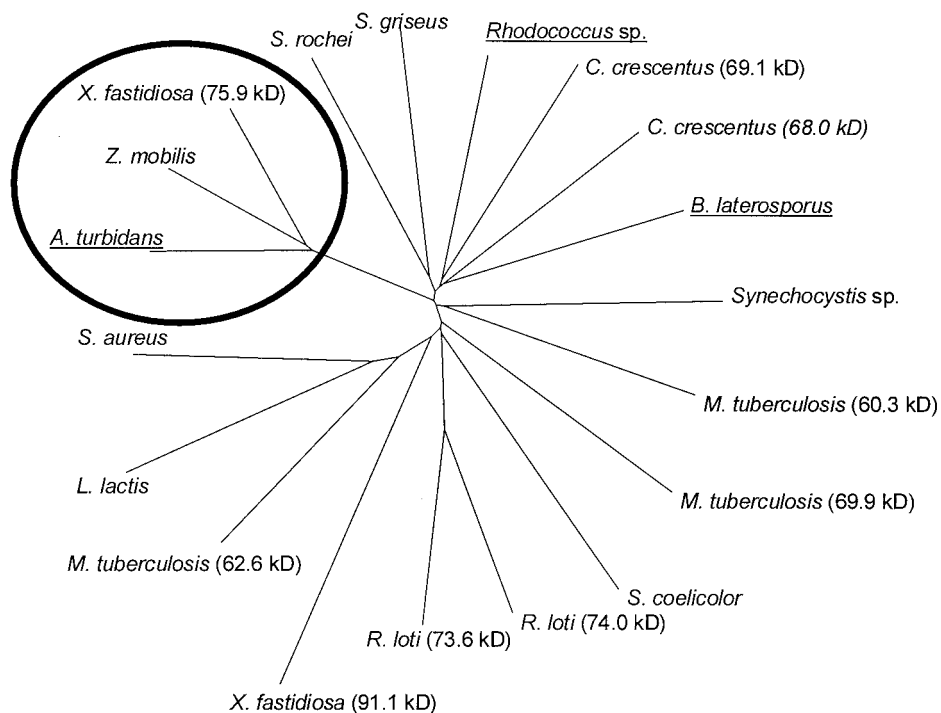 S. griseus
S. rochei
Rhodococcus sp.
C. crescentus (69.1 kD)
X. fastidiosa (75.9 kD)
C. crescentus (68.0 kD)
Z. mobilis
B. laterosporus
A. turbidans
Synechocystis sp.
S. aureus
M. tuberculosis (60.3 kD)
L. lactis
M. tuberculosis (69.9 kD)
M. tuberculosis (62.6 kD)
S. coelicolor
R. loti (74.0 kD)
R. loti (73.6 kD)
X. fastidiosa (91.1 kD)